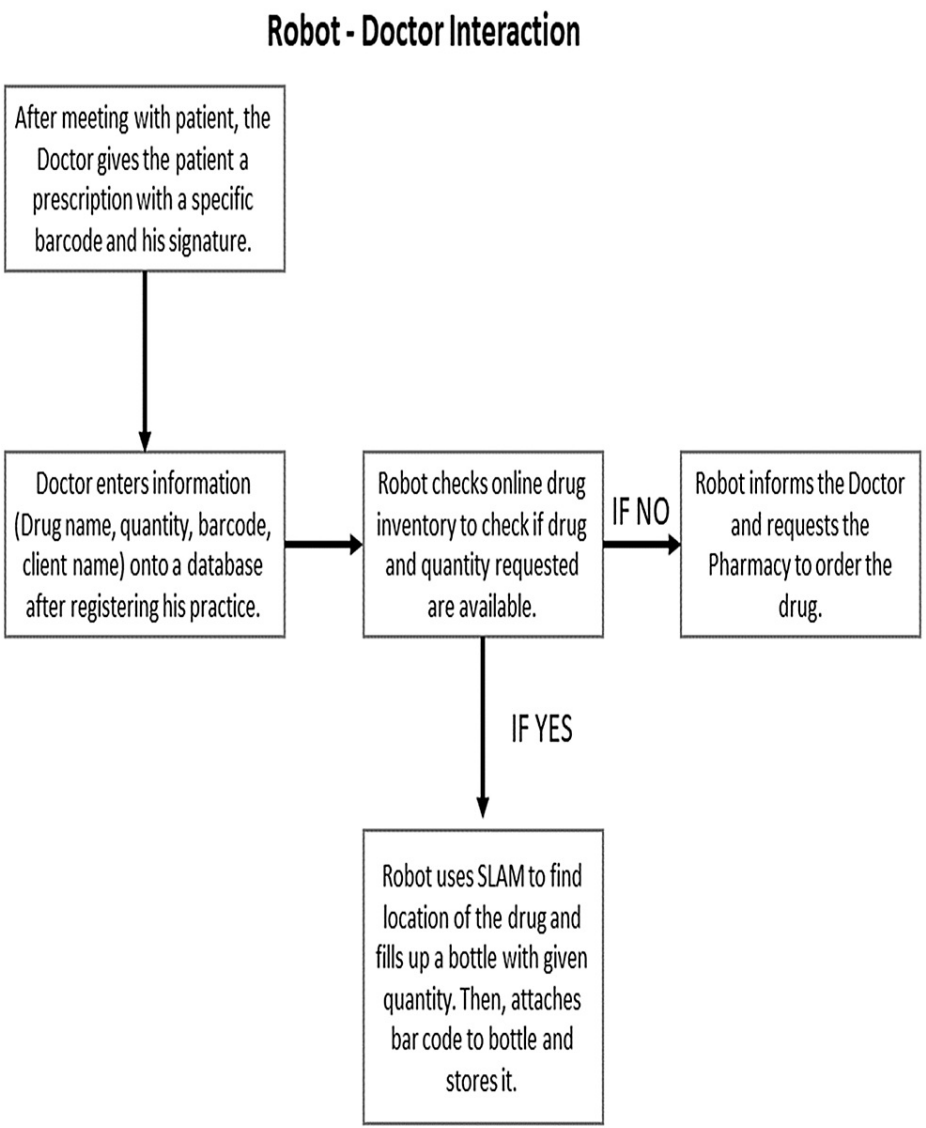 Robot - Doctor Interaction
After meeting with patient, the
Doctor gives the patient a
prescription with a specific
barcode and his signature.
Doctor enters information
(Drug name, quantity, barcode,
client name) onto a database
after registering his practice.
Robot checks online drug
inventory to check if drug
and quantity requested
are available.
IF NO
Robot informs the Doctor
and requests the
Pharmacy to order the
drug.
IF YES
Robot uses SLAM to find
location of the drug and
fills up a bottle with given
quantity. Then, attaches
bar code to bottle and
stores it.